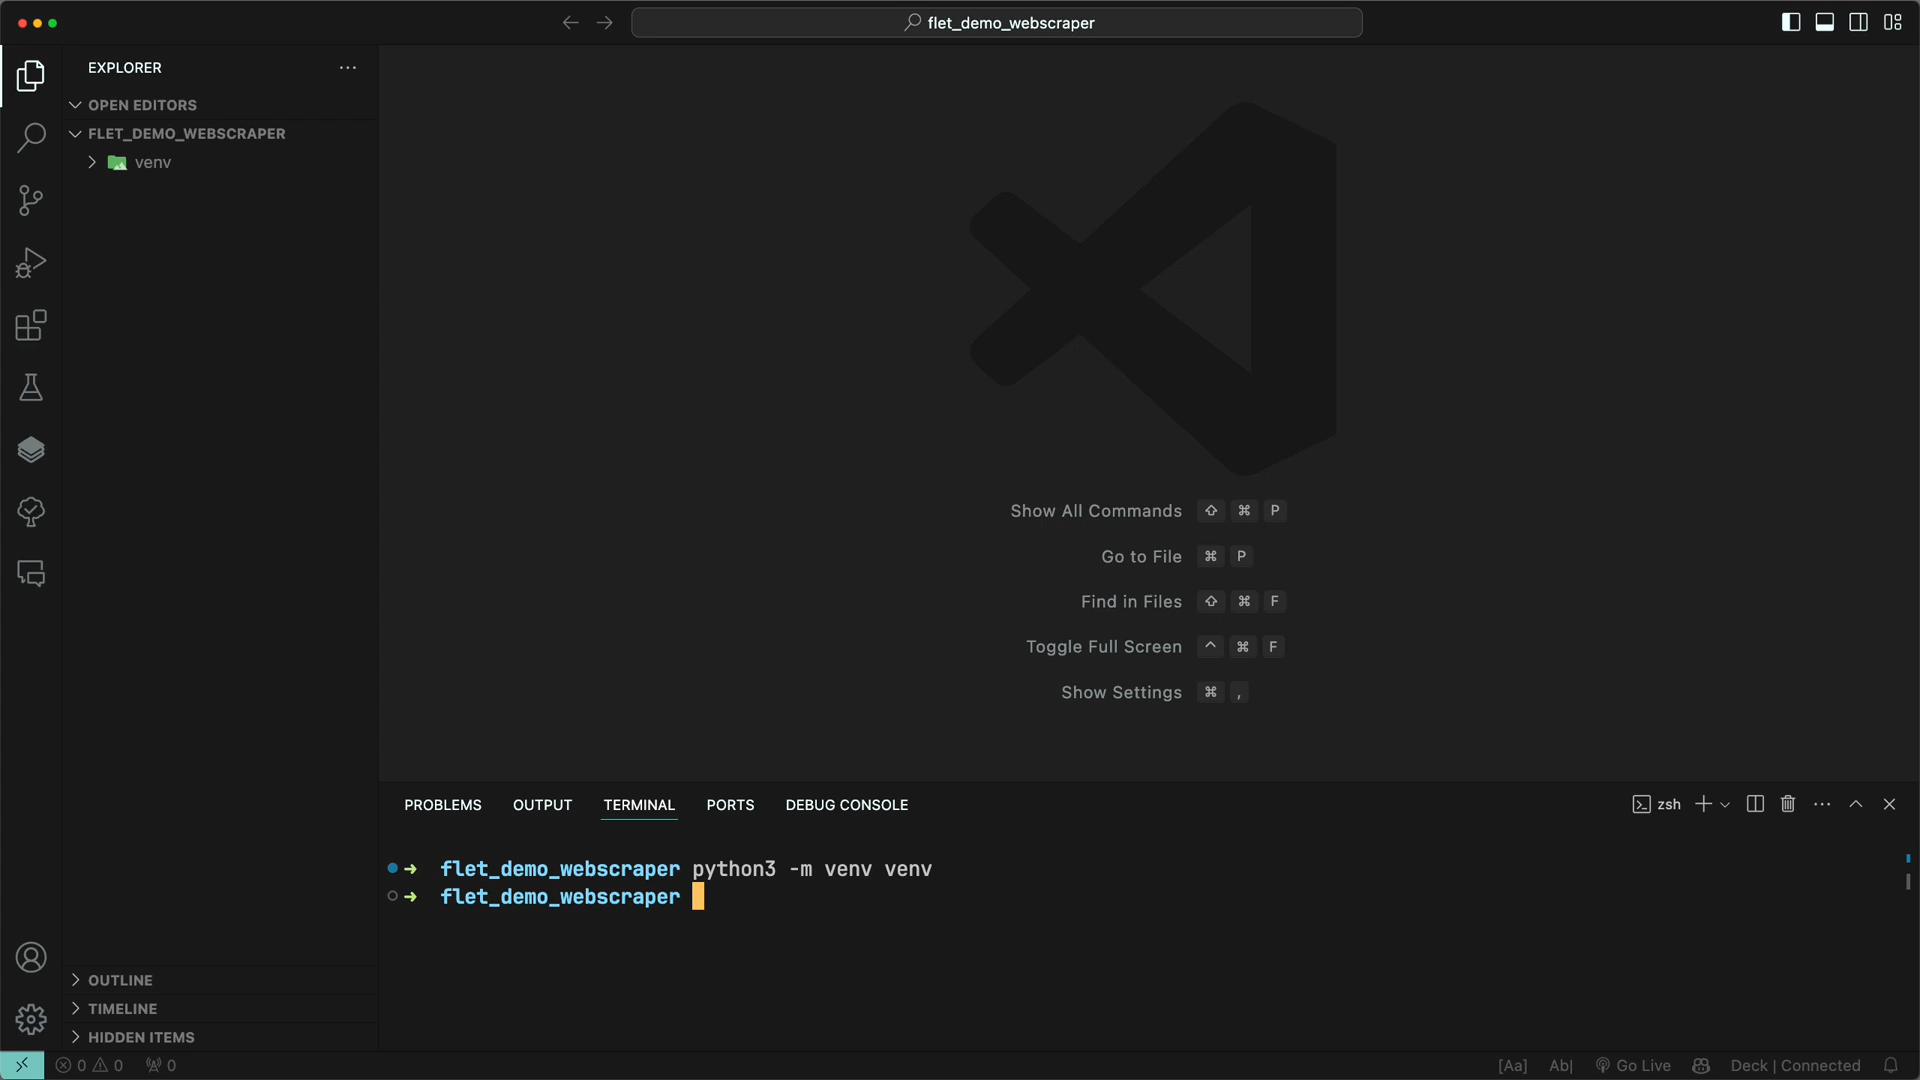 flet_demo_webscraper
EXPLORER
OPEN EDITORS
FLET_DEMO_WEBSCRAPER
venv
Show All Commands ⇧ ⌘ P
Go to File ⌘ P
Find in Files ⇧ ⌘ F
Toggle Full Screen ^ ⌘ F
Show Settings ⌘ ,
PROBLEMS OUTPUT TERMINAL PORTS DEBUG CONSOLE zsh
flet_demo_webscraper python3 -m venv venv
flet_demo_webscraper
OUTLINE
TIMELINE
HIDDEN ITEMS
0 0 0 [Aa] Ab| Go Live Deck | Connected